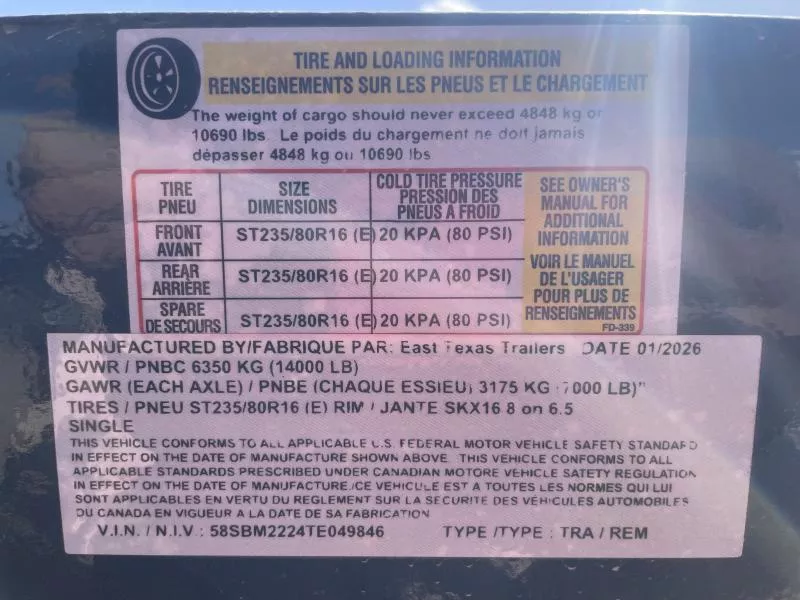 TIRE AND LOADING INFORMATION
RENSEIGNEMENTS SUR LES PNEUS ET LE CHARGEMENT
The weight of cargo should never exceed 4848 kg or
10690 lbs. Le poids du chargement ne doit jamais
dépasser 4848 kg ou 10690 lbs
TIRE PNEU SIZE DIMENSIONS COLD TIRE PRESSURE PRESSION DES PNEUS A FROID
FRONT AVANT ST235/80R16 (E) 20 KPA (80 PSI)
REAR ARRIÈRE ST235/80R16 (E) 20 KPA (80 PSI)
SPARE DE SECOURS ST235/80R16 (E) 20 KPA (80 PSI)
SEE OWNER'S
MANUAL FOR
ADDITIONAL
INFORMATION
VOIR LE MANUEL
DE L'USAGER
POUR PLUS DE
RENSEIGNEMENTS
FD-339
MANUFACTURED BY/FABRIQUE PAR: East Texas Trailers DATE 01/2026
GVWR / PNBC 6350 KG (14000 LB)
GAWR (EACH AXLE) / PNBE (CHAQUE ESSIEU) 3175 KG (7000 LB)"
TIRES / PNEU ST235/80R16 (E) RIM / JANTE SKX16 8 on 6.5
SINGLE
THIS VEHICLE CONFORMS TO ALL APPLICABLE U.S. FEDERAL MOTOR VEHICLE SAFETY STANDARD
IN EFFECT ON THE DATE OF MANUFACTURE SHOWN ABOVE. THIS VEHICLE CONFORMS TO ALL
APPLICABLE STANDARDS PRESCRIBED UNDER CANADIAN MOTORE VEHICLE SATETY REGULATION
IN EFFECT ON THE DATE OF MANUFACTURE./CE VEHICULE EST A TOUTES LES NORMES QUI LUI
SONT APPLICABLES EN VERTU DU REGLEMENT SUR LA SECURITE DES VÉHICULES AUTOMOBILES
DU CANADA EN VIGUEUR A LA DATE DE SA FABRICATION
V.I.N. / N.I.V.: 58SBM2224TE049846 TYPE /TYPE : TRA / REM